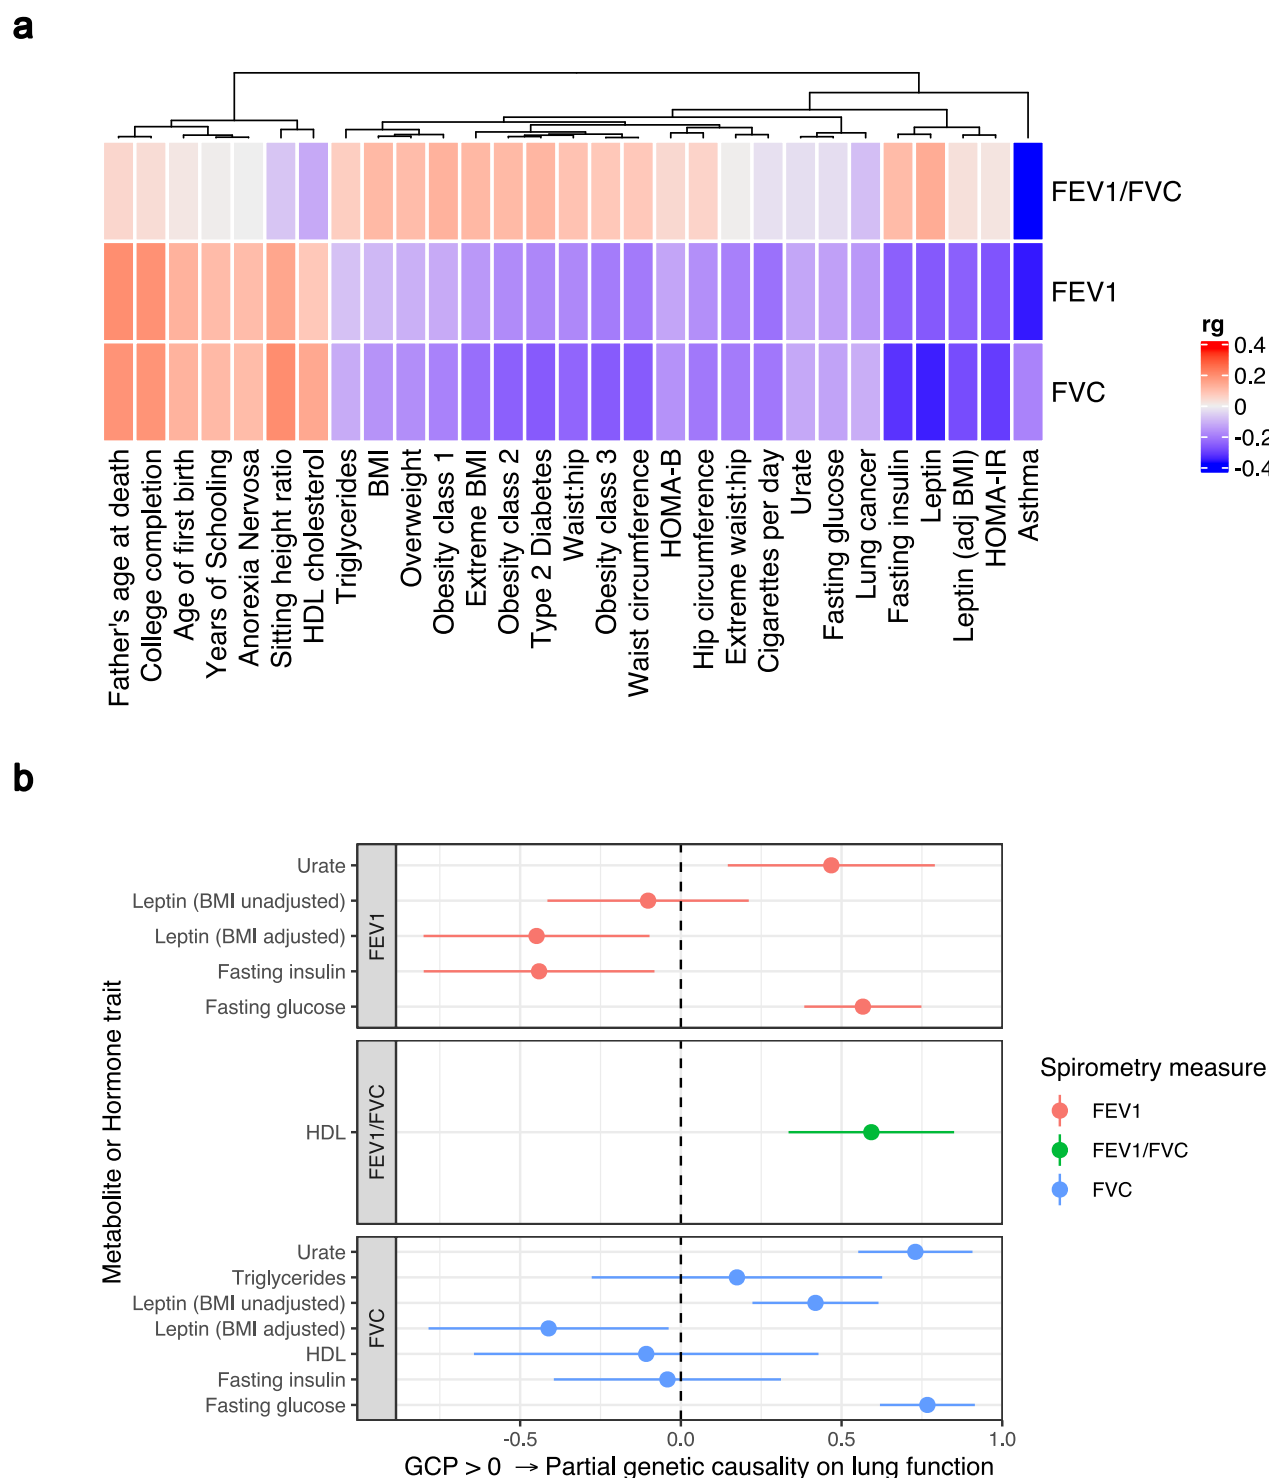 a
FEV1/FVC
FEV1
FVC
rg
0.4
0.2
0
-0.2
-0.4
Father's age at death
College completion
Age of first birth
Years of Schooling
Anorexia Nervosa
Sitting height ratio
HDL cholesterol
Triglycerides
BMI
Overweight
Obesity class 1
Extreme BMI
Obesity class 2
Type 2 Diabetes
Waist:hip
Obesity class 3
Waist circumference
HOMA-B
Hip circumference
Extreme waist:hip
Cigarettes per day
Urate
Fasting glucose
Lung cancer
Fasting insulin
Leptin
Leptin (adj BMI)
HOMA-IR
Asthma
b
Metabolite or Hormone trait
Urate
Leptin (BMI unadjusted)
Leptin (BMI adjusted)
Fasting insulin
Fasting glucose
FEV1
HDL
FEV1/FVC
Urate
Triglycerides
Leptin (BMI unadjusted)
Leptin (BMI adjusted)
HDL
Fasting insulin
Fasting glucose
FVC
-0.5
0.0
0.5
1.0
GCP > 0 → Partial genetic causality on lung function
Spirometry measure
FEV1
FEV1/FVC
FVC